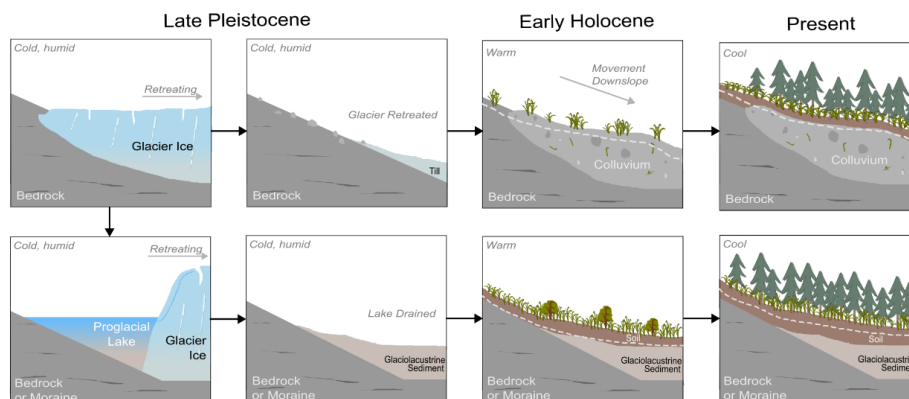 Late Pleistocene
Early Holocene
Present
Cold, humid
Retreating
Glacier Ice
Bedrock
Cold, humid
Glacier Retreated
Till
Bedrock
Warm
Movement
Downslope
Colluvium
Bedrock
Cool
Colluvium
Bedrock
Cold, humid
Retreating
Proglacial
Lake
Glacier
Ice
Bedrock
or Moraine
Cold, humid
Lake Drained
Glaciolacustrine
Sediment
Bedrock
or Moraine
Warm
Soil
Glaciolacustrine
Sediment
Bedrock
or Moraine
Cool
Soil
Glaciolacustrine
Sediment
Bedrock
or Moraine